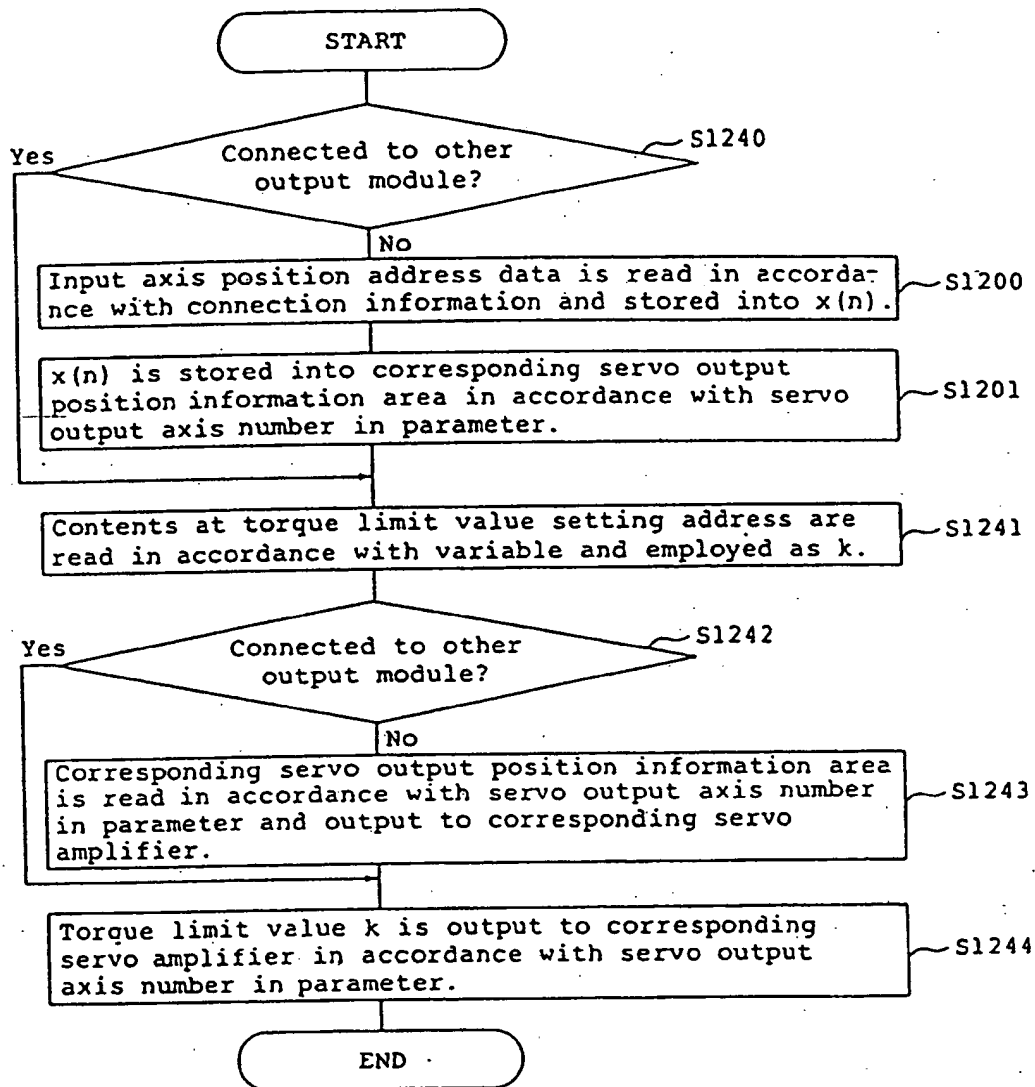 START
Connected to other
output module?
S1240
Yes
No
Input axis position address data is read in accorda-
nce with connection information and stored into x(n).
S1200
x(n) is stored into corresponding servo output
position information area in accordance with servo
output axis number in parameter.
S1201
Contents at torque limit value setting address are
read in accordance with variable and employed as k.
S1241
Connected to other
output module?
S1242
Yes
No
Corresponding servo output position information area
is read in accordance with servo output axis number
in parameter and output to corresponding servo
amplifier.
S1243
Torque limit value k is output to corresponding
servo amplifier in accordance with servo output
axis number in parameter.
S1244
END